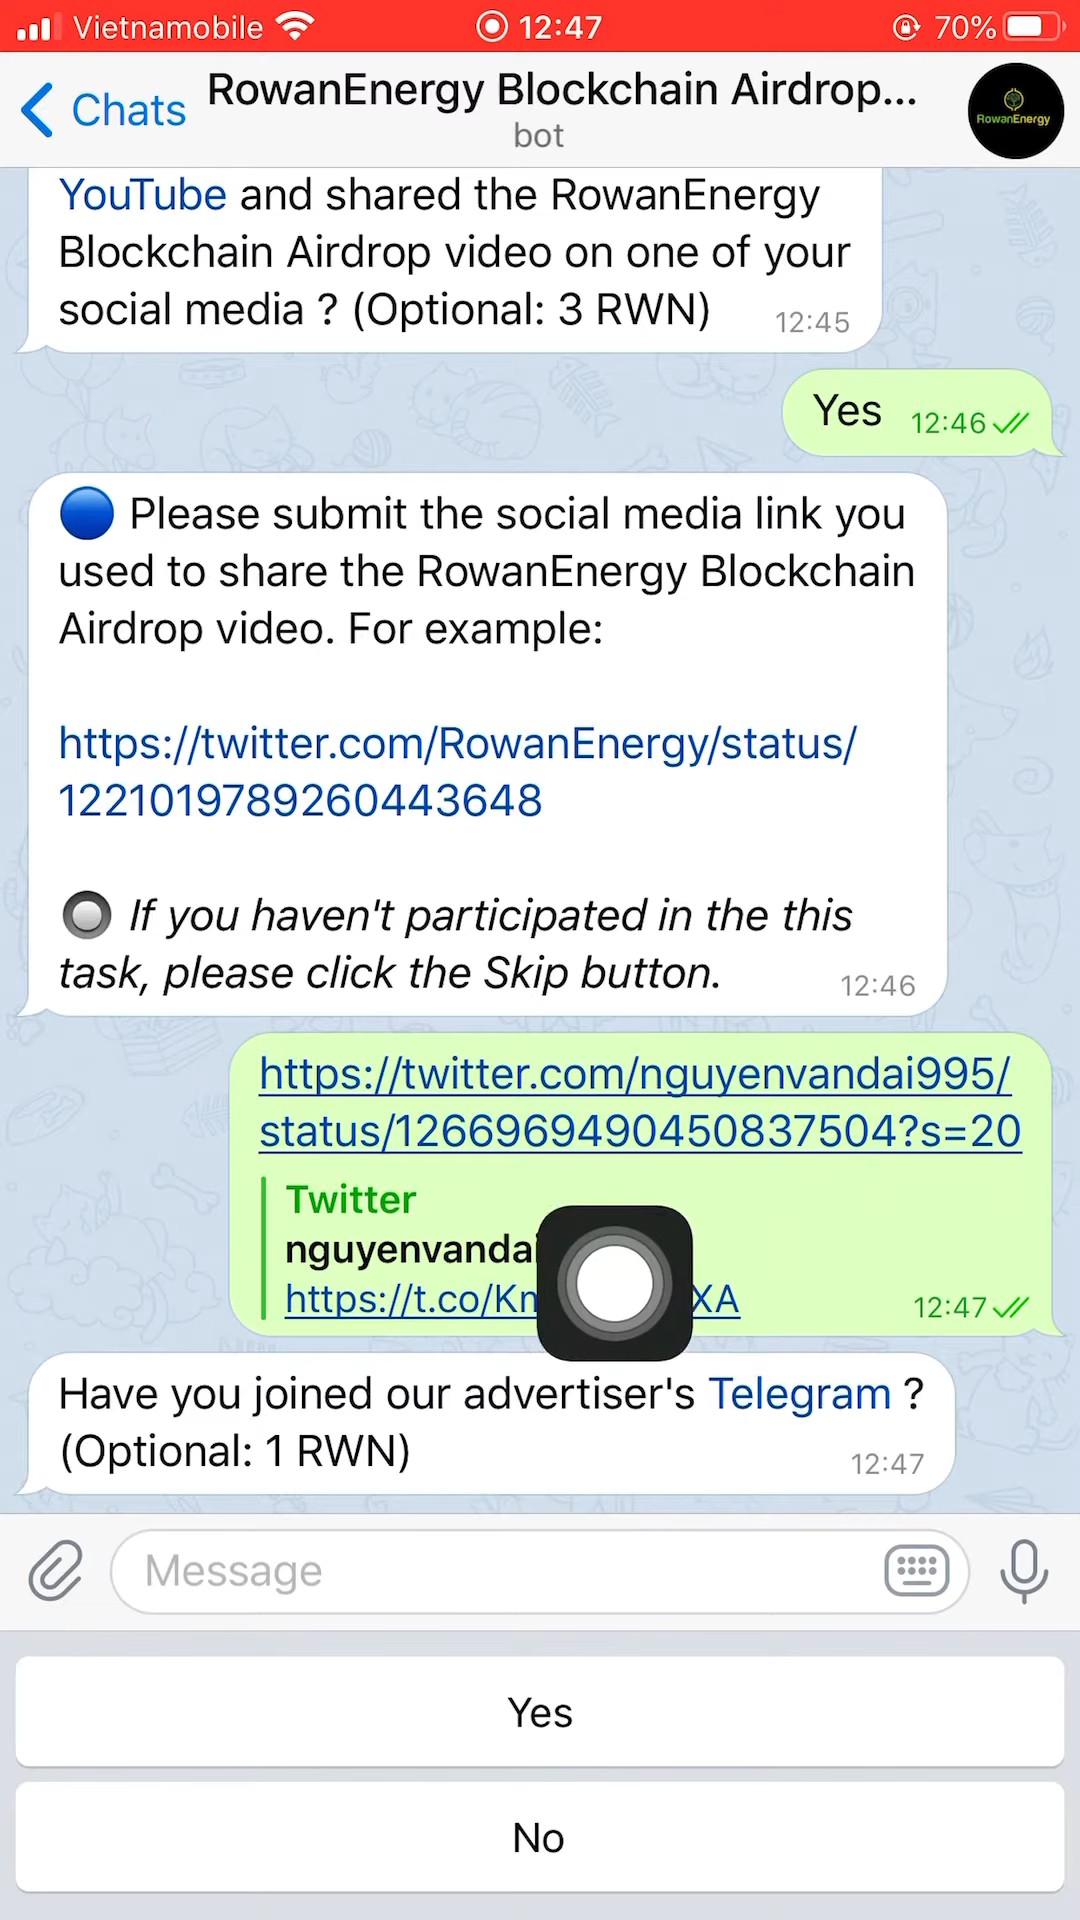 Vietnamobile
12:47
70%
Chats
RowanEnergy Blockchain Airdrop...
bot
RowanEnergy
YouTube and shared the RowanEnergy
Blockchain Airdrop video on one of your
social media ? (Optional: 3 RWN)
12:45
Yes
12:46
Please submit the social media link you
used to share the RowanEnergy Blockchain
Airdrop video. For example:
https://twitter.com/RowanEnergy/status/
1221019789260443648
If you haven't participated in the this
task, please click the Skip button.
12:46
https://twitter.com/nguyenvandai995/
status/1266969490450837504?s=20
Twitter
https://t.co/
12:47
Have you joined our advertiser's Telegram ?
(Optional: 1 RWN)
12:47
Message
Yes
No